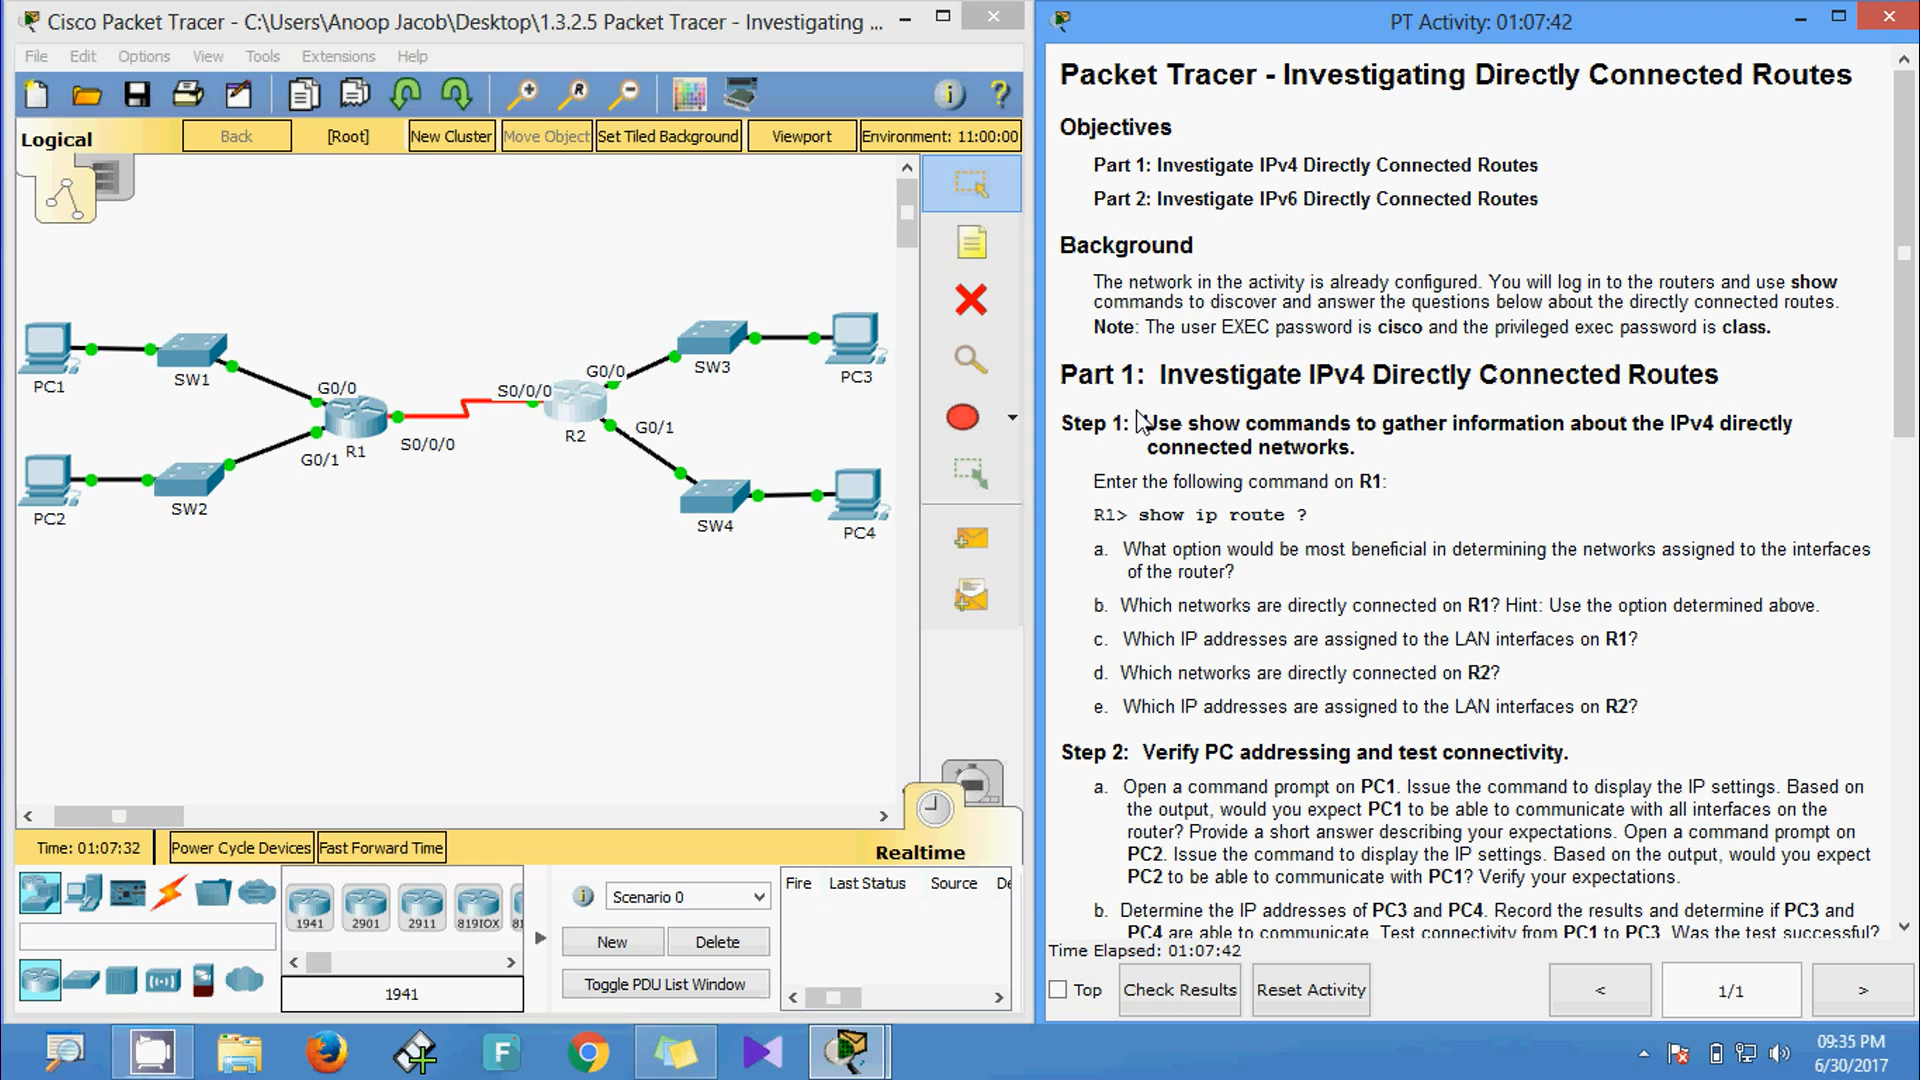 Cisco Packet Tracer - C:\Users\Anoop Jacob\Desktop\1.3.2.5 Packet Tracer - Investigating ...
File Edit Options View Tools Extensions Help
Logical Back [Root] New Cluster Move Object Set Tiled Background Viewport Environment: 11:00:00
PC1
SW1
G0/0
R1
S0/0/0
G0/1
PC2
SW2
S0/0/0
G0/0
R2
G0/1
SW3
PC3
SW4
PC4
Time: 01:07:32 Power Cycle Devices Fast Forward Time Realtime
1941 2901 2911 819IOX 81
1941
Scenario 0
New Delete
Toggle PDU List Window
Fire Last Status Source De
PT Activity: 01:07:42
Packet Tracer - Investigating Directly Connected Routes
Objectives
Part 1: Investigate IPv4 Directly Connected Routes
Part 2: Investigate IPv6 Directly Connected Routes
Background
The network in the activity is already configured. You will log in to the routers and use show
commands to discover and answer the questions below about the directly connected routes.
Note: The user EXEC password is cisco and the privileged exec password is class.
Part 1: Investigate IPv4 Directly Connected Routes
Step 1: Use show commands to gather information about the IPv4 directly
connected networks.
Enter the following command on R1:
R1> show ip route ?
a. What option would be most beneficial in determining the networks assigned to the interfaces
of the router?
b. Which networks are directly connected on R1? Hint: Use the option determined above.
c. Which IP addresses are assigned to the LAN interfaces on R1?
d. Which networks are directly connected on R2?
e. Which IP addresses are assigned to the LAN interfaces on R2?
Step 2: Verify PC addressing and test connectivity.
a. Open a command prompt on PC1. Issue the command to display the IP settings. Based on
the output, would you expect PC1 to be able to communicate with all interfaces on the
router? Provide a short answer describing your expectations. Open a command prompt on
PC2. Issue the command to display the IP settings. Based on the output, would you expect
PC2 to be able to communicate with PC1? Verify your expectations.
b. Determine the IP addresses of PC3 and PC4. Record the results and determine if PC3 and
PC4 are able to communicate. Test connectivity from PC1 to PC3. Was the test successful?
Time Elapsed: 01:07:42
Top Check Results Reset Activity < 1/1 >
09:35 PM
6/30/2017